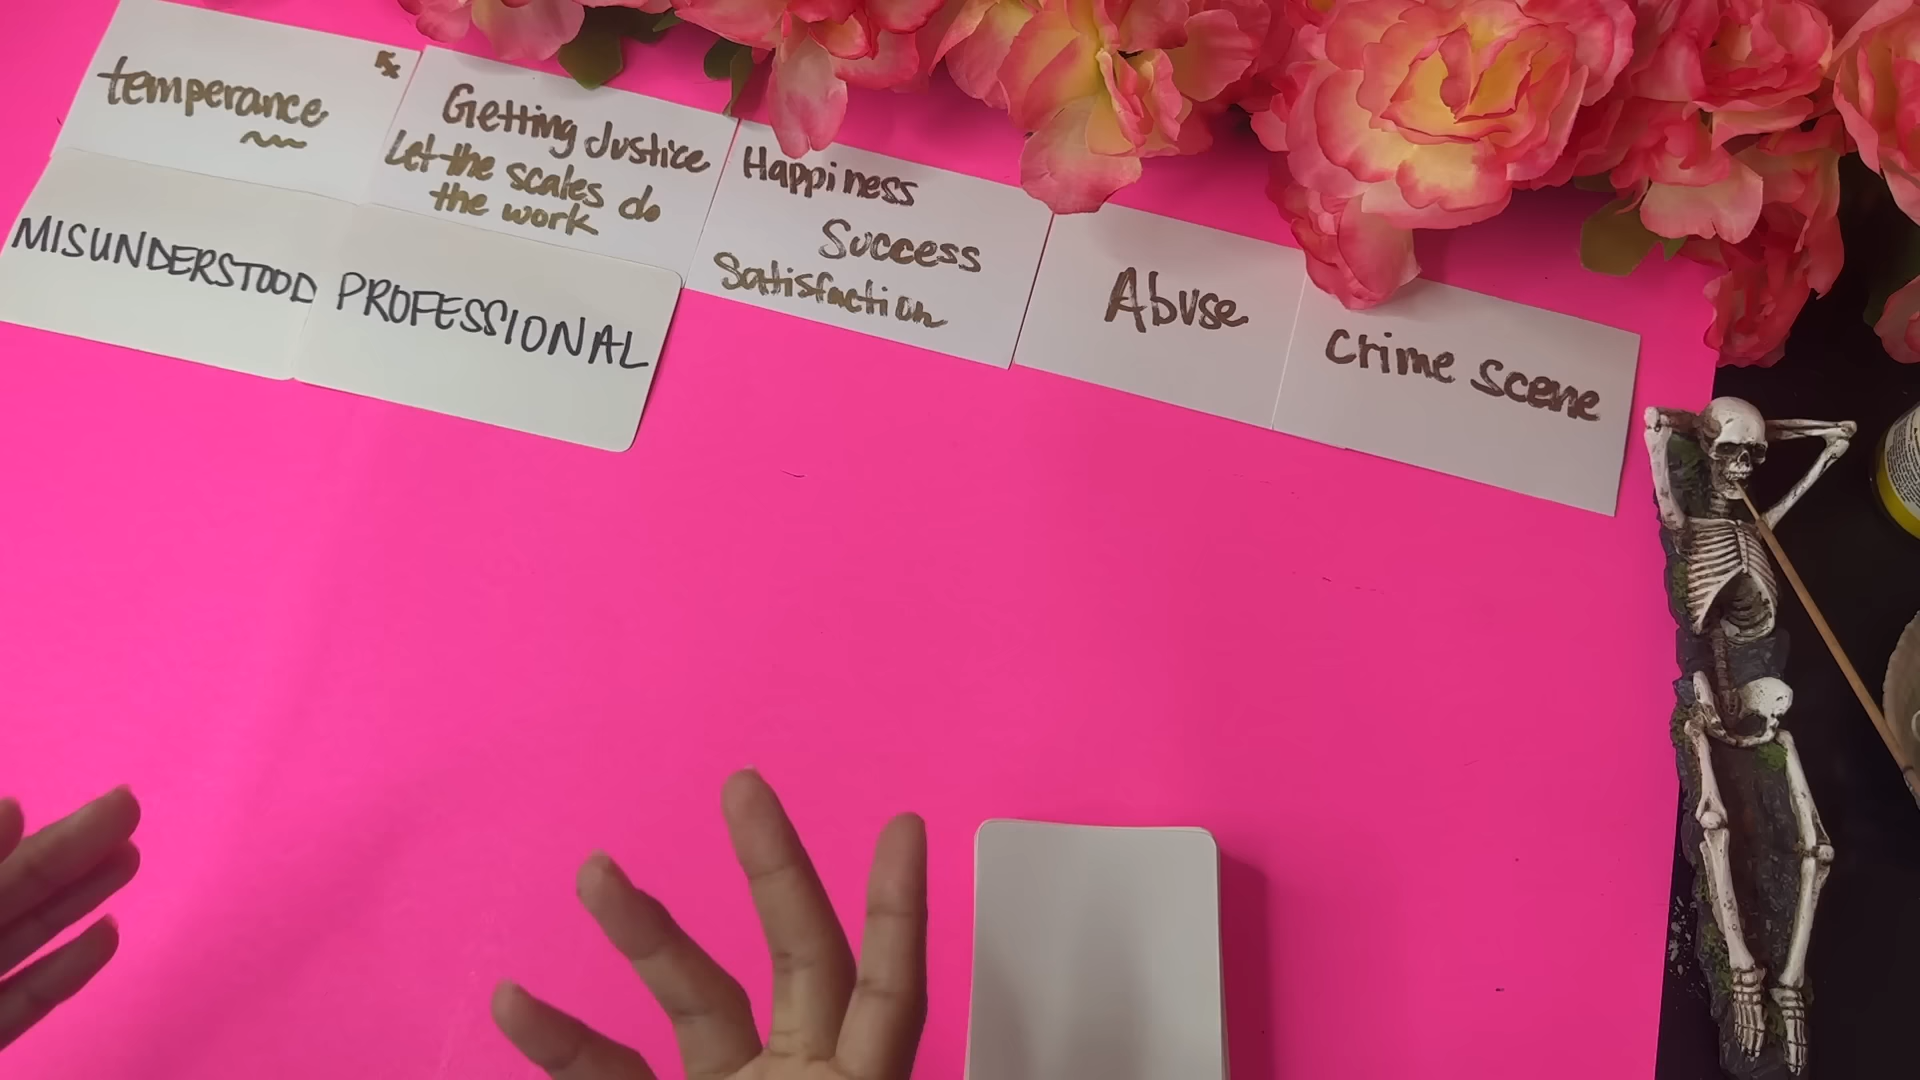 temperance
Getting Justice
Let the scales do
the work
Happiness
Success
Satisfaction
Abuse
Crime Scene
MISUNDERSTOOD
PROFESSIONAL